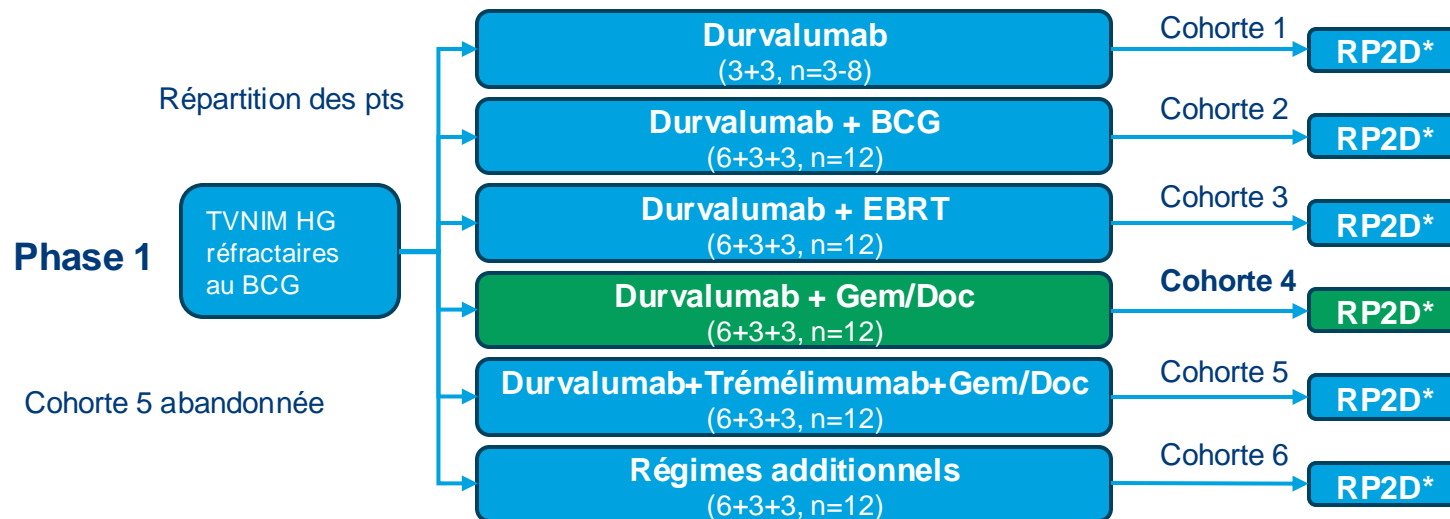 Durvalumab
(3+3, n=3-8)
Cohorte 1
RP2D*
Répartition des pts
Durvalumab + BCG
(6+3+3, n=12)
Cohorte 2
RP2D*
Phase 1
TVNIM HG
réfractaires
au BCG
Durvalumab + EBRT
(6+3+3, n=12)
Cohorte 3
RP2D*
Durvalumab + Gem/Doc
(6+3+3, n=12)
Cohorte 4
RP2D*
Cohorte 5 abandonnée
Durvalumab+Trémélimumab+Gem/Doc
(6+3+3, n=12)
Cohorte 5
RP2D*
Régimes additionnels
(6+3+3, n=12)
Cohorte 6
RP2D*